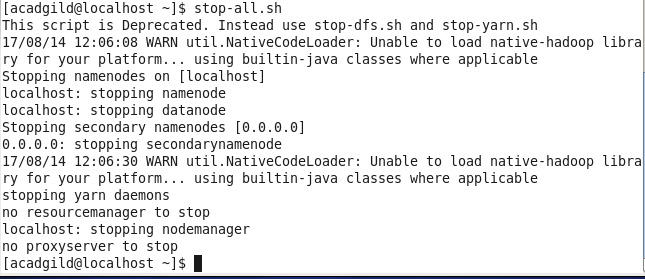 [acadgild@localhost ~]$ stop-all.sh
This script is Deprecated. Instead use stop-dfs.sh and stop-yarn.sh
17/08/14 12:06:08 WARN util.NativeCodeLoader: Unable to load native-hadoop libra
ry for your platform... using builtin-java classes where applicable
Stopping namenodes on [localhost]
localhost: stopping namenode
localhost: stopping datanode
Stopping secondary namenodes [0.0.0.0]
0.0.0.0: stopping secondarynamenode
17/08/14 12:06:30 WARN util.NativeCodeLoader: Unable to load native-hadoop libra
ry for your platform... using builtin-java classes where applicable
stopping yarn daemons
no resourcemanager to stop
localhost: stopping nodemanager
no proxyserver to stop
[acadgild@localhost ~]$